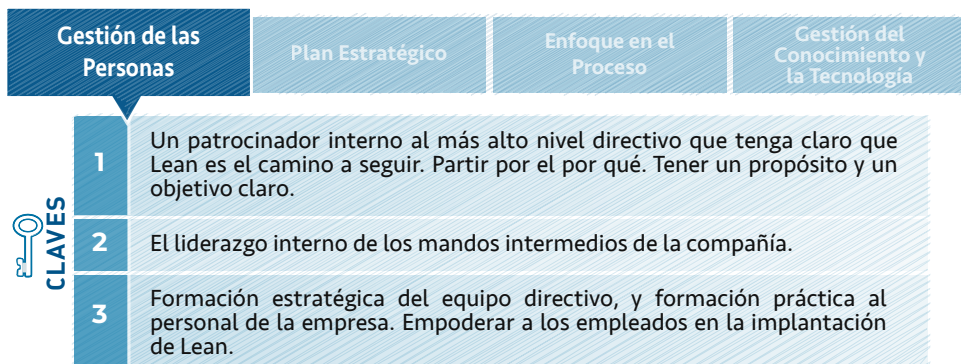 Gestión de las
Personas
Plan Estratégico
Enfoque en el
Proceso
Gestión del
Conocimiento y
la Tecnología
CLAVES
1
Un patrocinador interno al más alto nivel directivo que tenga claro que
Lean es el camino a seguir. Partir por el por qué. Tener un propósito y un
objetivo claro.
2
El liderazgo interno de los mandos intermedios de la compañía.
3
Formación estratégica del equipo directivo, y formación práctica al
personal de la empresa. Empoderar a los empleados en la implantación
de Lean.